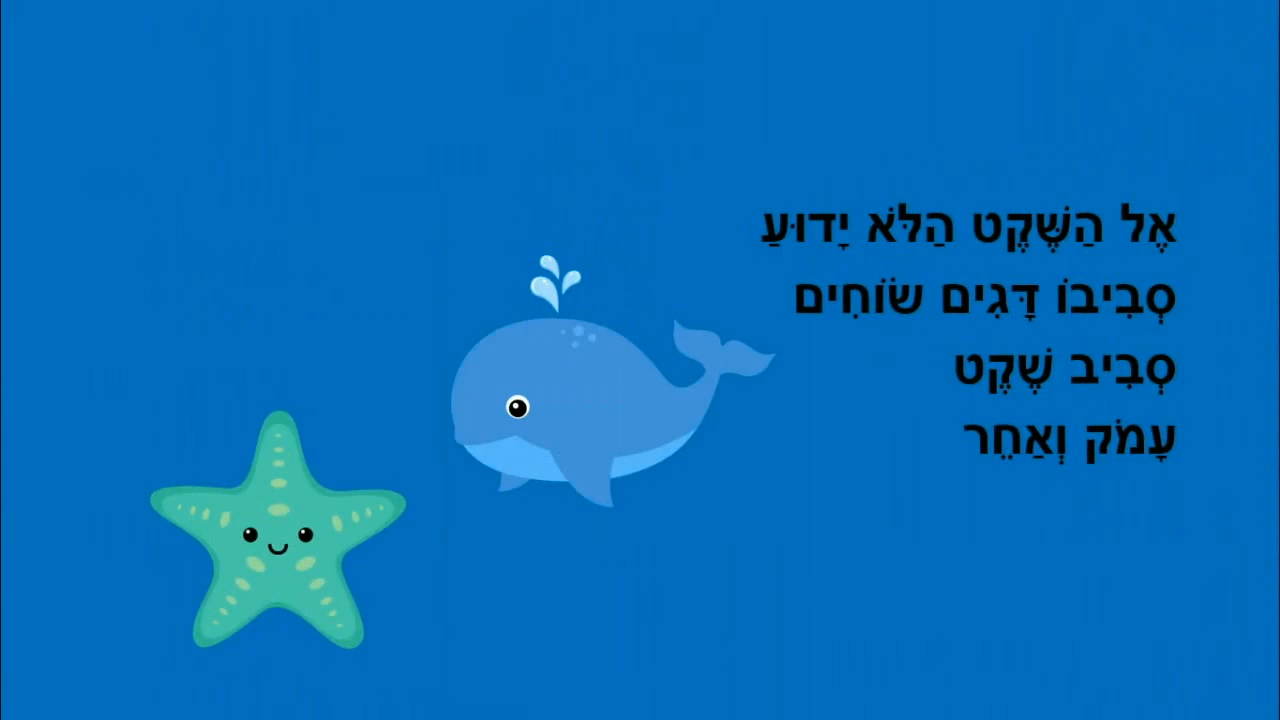 אֶל הַשֶּׁקֶט הַלֹּא יָדוּעַ
סְבִיבוֹ דָּגִים שׂוֹחִים
סְבִיב שֶׁקֶט
עָמֹק וְאַחֵר